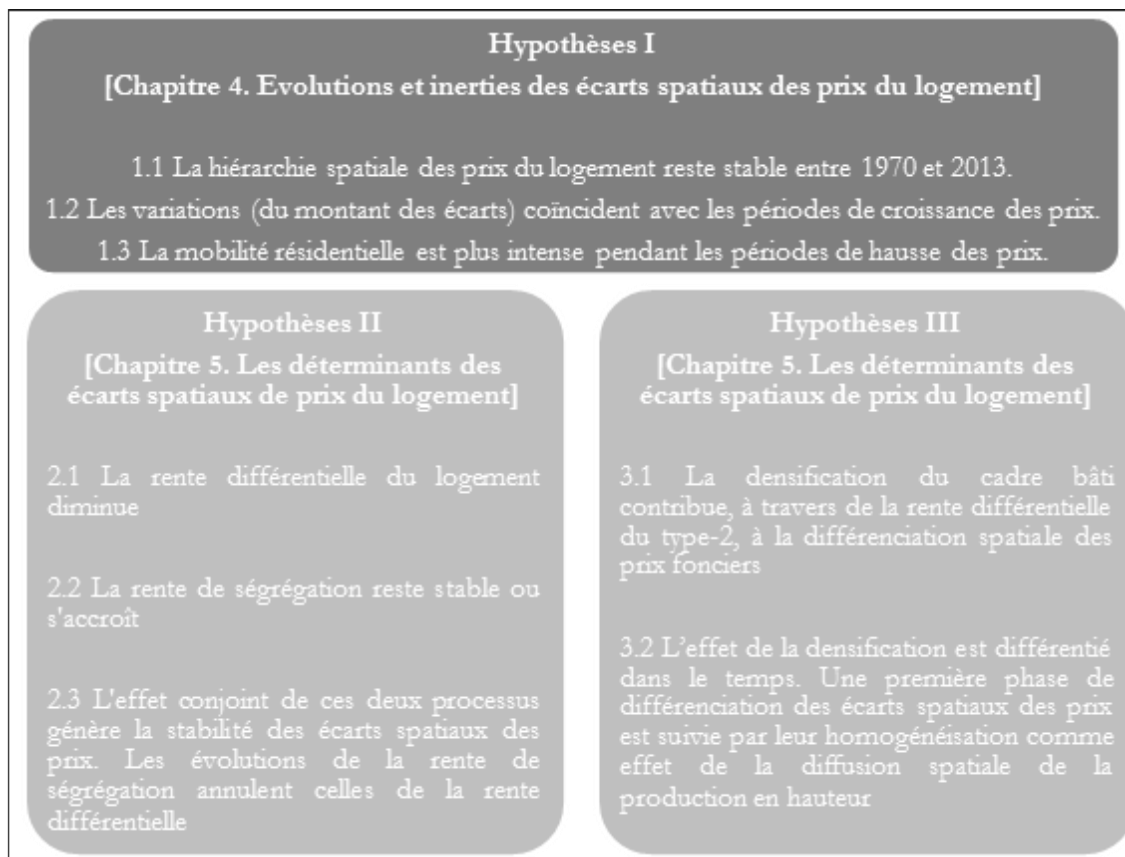 Hypothèses I
[Chapitre 4. Evolutions et inerties des écarts spatiaux des prix du logement]
1.1 La hiérarchie spatiale des prix du logement reste stable entre 1970 et 2013.
1.2 Les variations (du montant des écarts) coïncident avec les périodes de croissance des prix.
1.3 La mobilité résidentielle est plus intense pendant les périodes de hausse des prix.
Hypothèses II
[Chapitre 5. Les déterminants des
écarts spatiaux de prix du logement]
2.1 La rente différentielle du logement
diminue
2.2 La rente de ségrégation reste stable ou
s'accroît
2.3 L'effet conjoint de ces deux processus
génère la stabilité des écarts spatiaux des
prix. Les évolutions de la rente de
ségrégation annulent celles de la rente
différentielle
Hypothèses III
[Chapitre 5. Les déterminants des
écarts spatiaux de prix du logement]
3.1 La densification du cadre bâti
contribue, à travers de la rente différentielle
du type-2, à la différenciation spatiale des
prix fonciers
3.2 L’effet de la densification est différentié
dans le temps. Une première phase de
différenciation des écarts spatiaux des prix
est suivie par leur homogénéisation comme
effet de la diffusion spatiale de la
production en hauteur